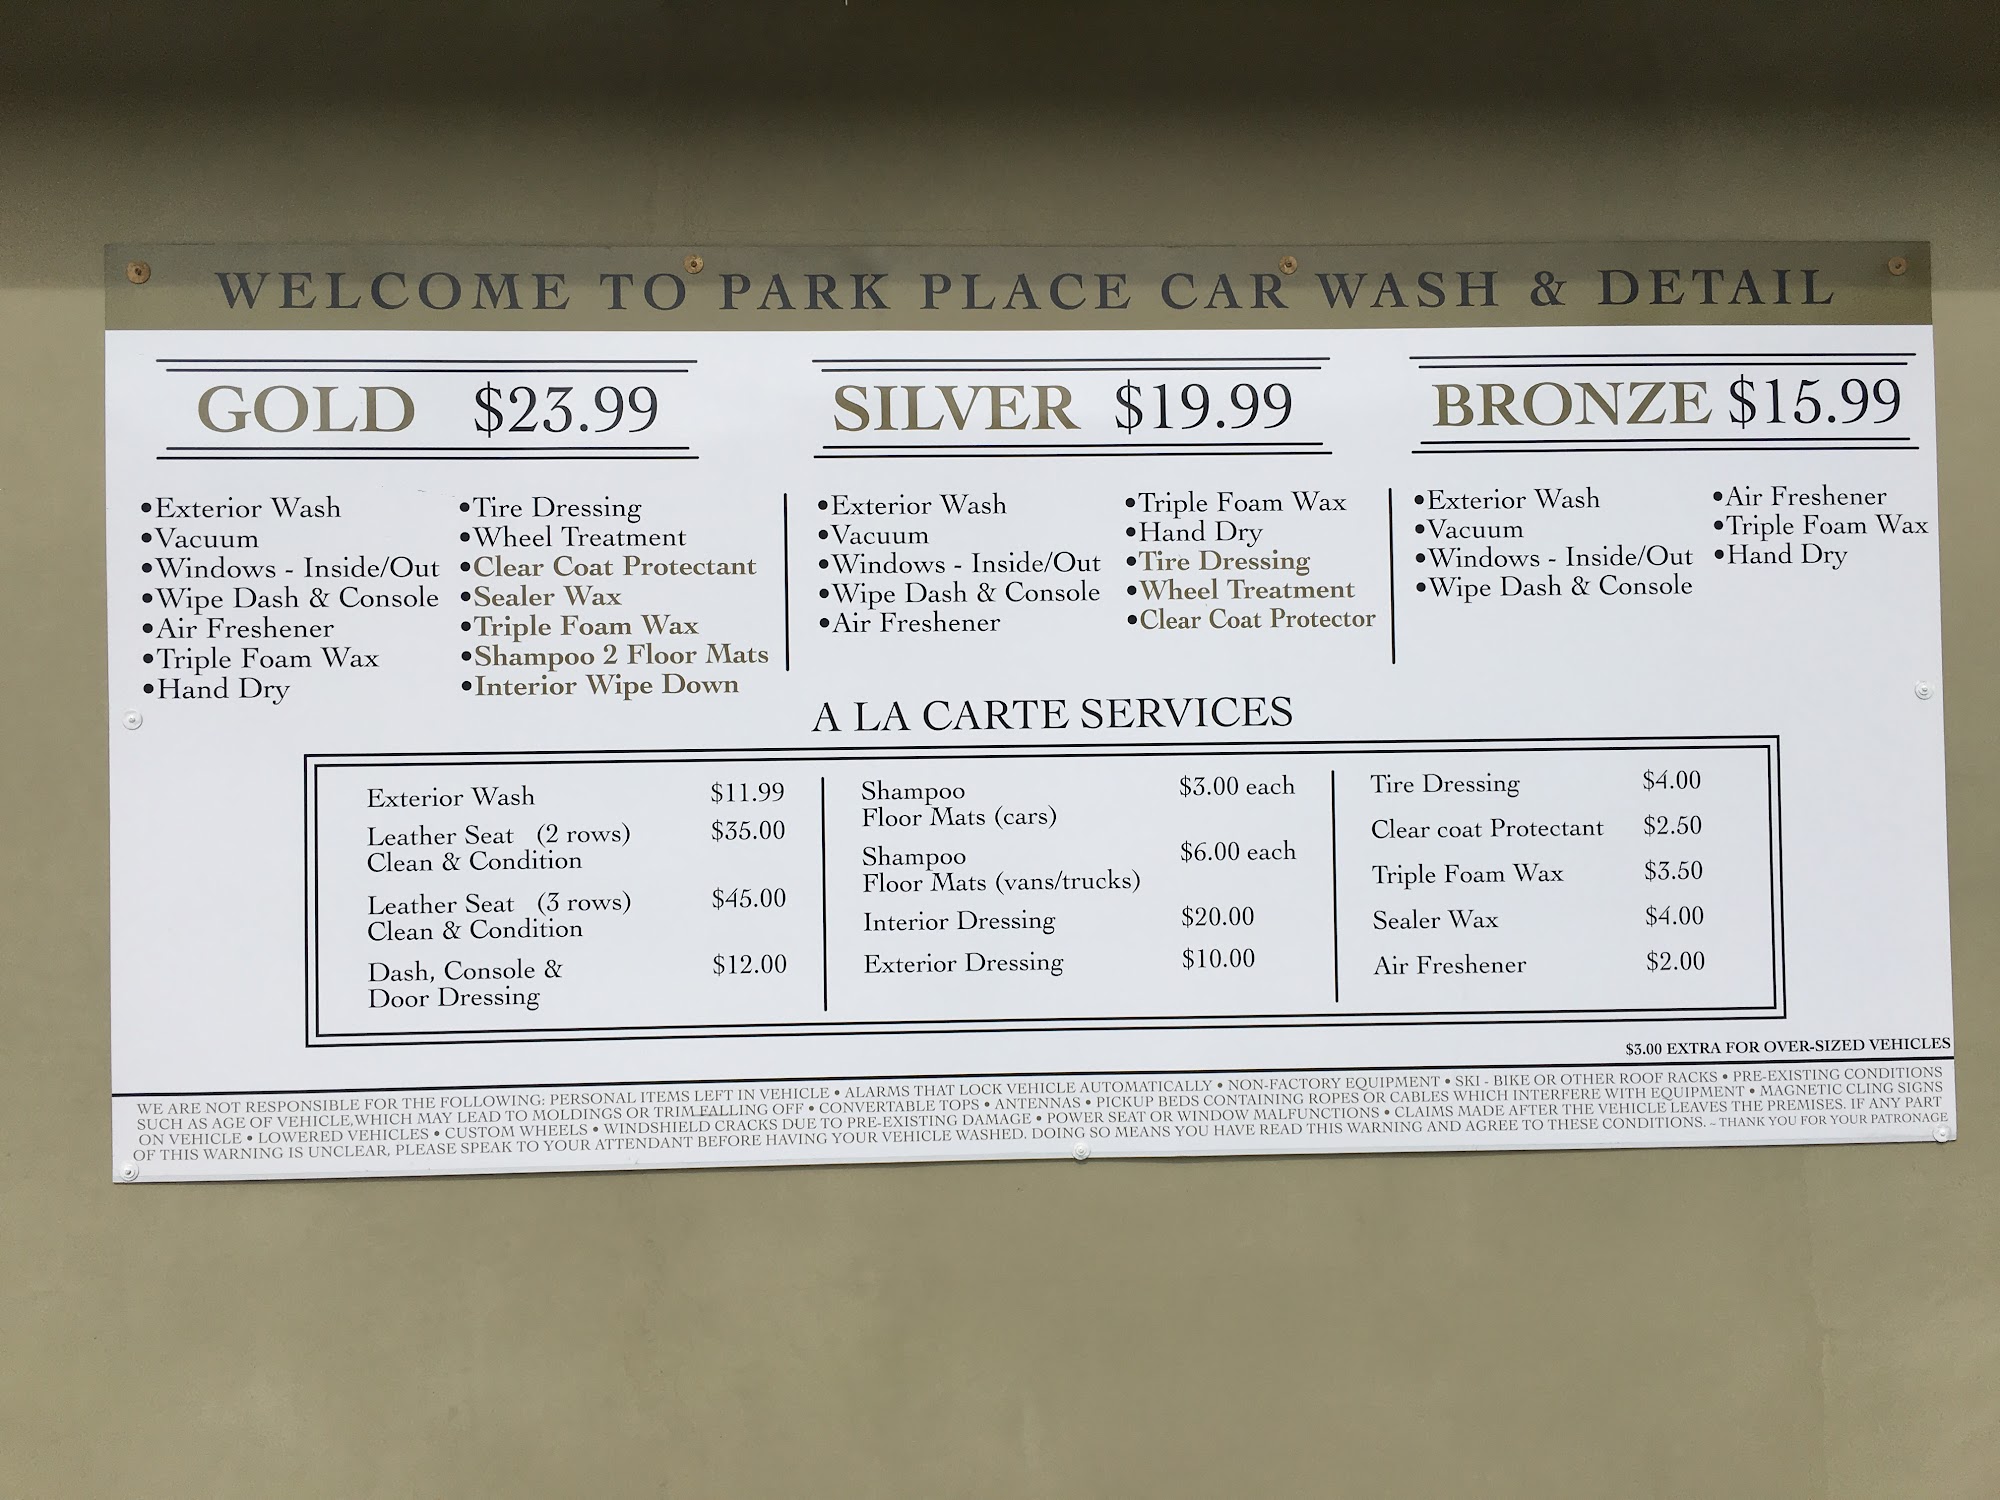 WELCOME TO PARK PLACE CAR WASH & DETAIL
GOLD $23.99
•Exterior Wash
•Vacuum
•Windows - Inside/Out
•Wipe Dash & Console
•Air Freshener
•Triple Foam Wax
•Hand Dry
•Tire Dressing
•Wheel Treatment
•Clear Coat Protectant
•Sealer Wax
•Triple Foam Wax
•Shampoo 2 Floor Mats
•Interior Wipe Down
SILVER $19.99
•Exterior Wash
•Vacuum
•Windows - Inside/Out
•Wipe Dash & Console
•Air Freshener
•Triple Foam Wax
•Hand Dry
•Tire Dressing
•Wheel Treatment
•Clear Coat Protector
BRONZE $15.99
•Exterior Wash
•Vacuum
•Windows - Inside/Out
•Wipe Dash & Console
•Air Freshener
•Triple Foam Wax
•Hand Dry
A LA CARTE SERVICES
Exterior Wash $11.99
Leather Seat (2 rows) $35.00
Clean & Condition
Leather Seat (3 rows) $45.00
Clean & Condition
Dash, Console & $12.00
Door Dressing
Shampoo $3.00 each
Floor Mats (cars)
Shampoo $6.00 each
Floor Mats (vans/trucks)
Interior Dressing $20.00
Exterior Dressing $10.00
Tire Dressing $4.00
Clear coat Protectant $2.50
Triple Foam Wax $3.50
Sealer Wax $4.00
Air Freshener $2.00
$3.00 EXTRA FOR OVER-SIZED VEHICLES
WE ARE NOT RESPONSIBLE FOR THE FOLLOWING: PERSONAL ITEMS LEFT IN VEHICLE • ALARMS THAT LOCK VEHICLE AUTOMATICALLY • NON-FACTORY EQUIPMENT • SKI - BIKE OR OTHER ROOF RACKS • PRE-EXISTING CONDITIONS
SUCH AS AGE OF VEHICLE,WHICH MAY LEAD TO MOLDINGS OR TRIM FALLING OFF • CONVERTABLE TOPS • ANTENNAS • PICKUP BEDS CONTAINING ROPES OR CABLES WHICH INTERFERE WITH EQUIPMENT • MAGNETIC CLING SIGNS
ON VEHICLE • LOWERED VEHICLES • CUSTOM WHEELS • WINDSHIELD CRACKS DUE TO PRE-EXISTING DAMAGE • POWER SEAT OR WINDOW MALFUNCTIONS • CLAIMS MADE AFTER THE VEHICLE LEAVES THE PREMISES. IF ANY PART
OF THIS WARNING IS UNCLEAR, PLEASE SPEAK TO YOUR ATTENDANT BEFORE HAVING YOUR VEHICLE WASHED. DOING SO MEANS YOU HAVE READ THIS WARNING AND AGREE TO THESE CONDITIONS. ~ THANK YOU FOR YOUR PATRONAGE